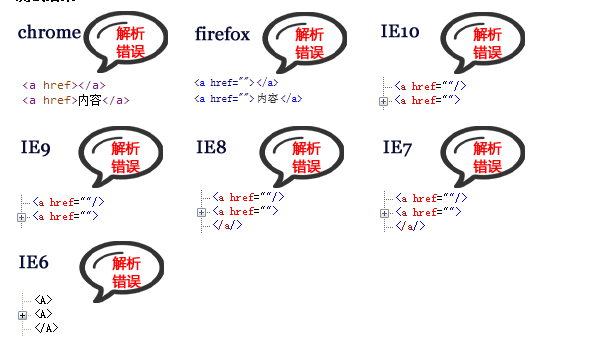 chrome
解析
错误
<a href></a>
<a href>内容</a>
firefox
解析
错误
<a href=""></a>
<a href="">内容</a>
IE10
解析
错误
<a href=""/>
<a href="">
IE9
解析
错误
<a href=""/>
<a href="">
IE8
解析
错误
<a href=""/>
<a href="">
</a/>
IE7
解析
错误
<a href=""/>
<a href="">
</a/>
IE6
解析
错误
<A>
<A>
</A>